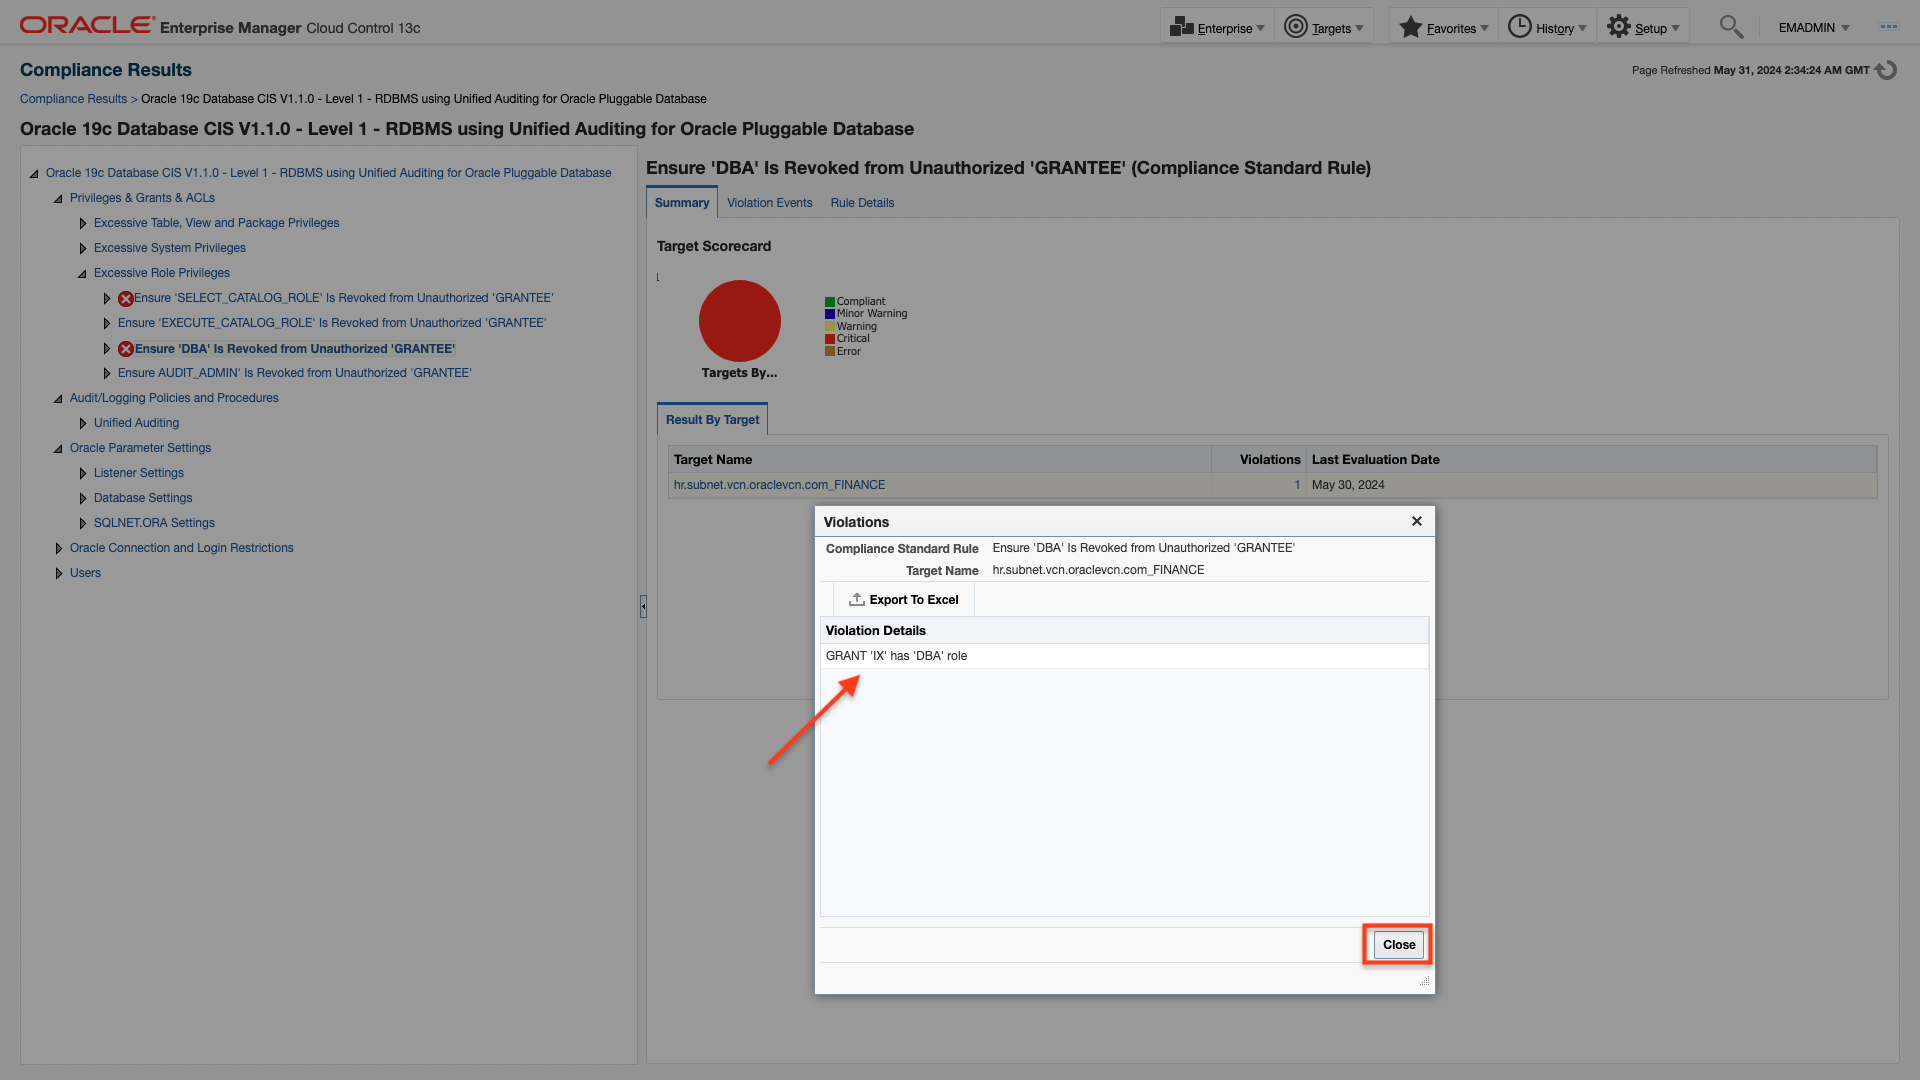 ORACLE® Enterprise Manager Cloud Control 13c
Enterprise
Targets
Favorites
History
Setup
EMADMIN
Compliance Results
Page Refreshed May 31, 2024 2:34:24 AM GMT
Compliance Results > Oracle 19c Database CIS V1.1.0 - Level 1 - RDBMS using Unified Auditing for Oracle Pluggable Database
Oracle 19c Database CIS V1.1.0 - Level 1 - RDBMS using Unified Auditing for Oracle Pluggable Database
Oracle 19c Database CIS V1.1.0 - Level 1 - RDBMS using Unified Auditing for Oracle Pluggable Database
Privileges & Grants & ACLs
Excessive Table, View and Package Privileges
Excessive System Privileges
Excessive Role Privileges
Ensure 'SELECT_CATALOG_ROLE' Is Revoked from Unauthorized 'GRANTEE'
Ensure 'EXECUTE_CATALOG_ROLE' Is Revoked from Unauthorized 'GRANTEE'
Ensure 'DBA' Is Revoked from Unauthorized 'GRANTEE'
Ensure AUDIT_ADMIN' Is Revoked from Unauthorized 'GRANTEE'
Audit/Logging Policies and Procedures
Unified Auditing
Oracle Parameter Settings
Listener Settings
Database Settings
SQLNET.ORA Settings
Oracle Connection and Login Restrictions
Users
Ensure 'DBA' Is Revoked from Unauthorized 'GRANTEE' (Compliance Standard Rule)
Summary
Violation Events
Rule Details
Target Scorecard
1
Compliant
Minor Warning
Warning
Critical
Error
Targets By...
Result By Target
Target Name Violations Last Evaluation Date
hr.subnet.vcn.oraclevcn.com_FINANCE 1 May 30, 2024
Violations
Compliance Standard Rule Ensure 'DBA' Is Revoked from Unauthorized 'GRANTEE'
Target Name hr.subnet.vcn.oraclevcn.com_FINANCE
Export To Excel
Violation Details
GRANT 'IX' has 'DBA' role
Close